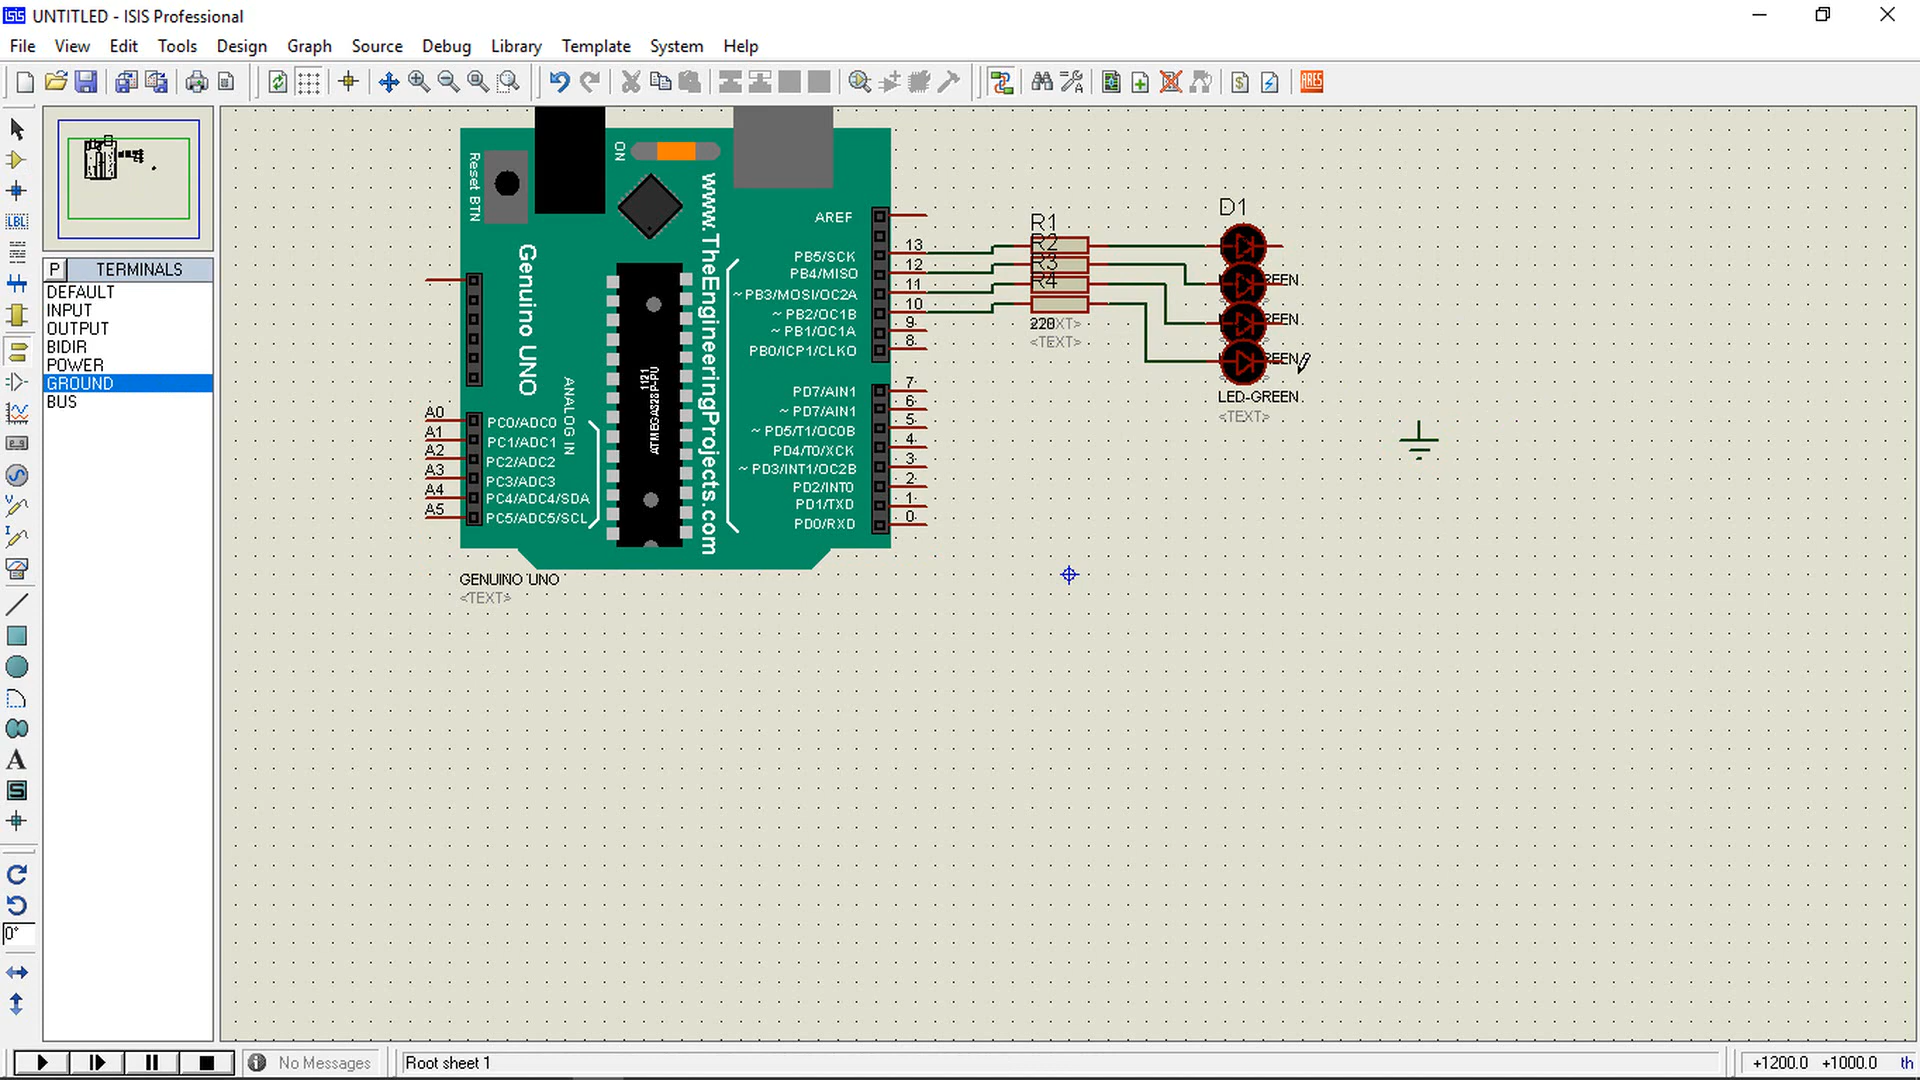 ISIS UNTITLED - ISIS Professional
File View Edit Tools Design Graph Source Debug Library Template System Help
ARES
LBL
P TERMINALS
DEFAULT
INPUT
OUTPUT
BIDIR
POWER
GROUND
BUS
A
S
0°
Reset BTN
ON
Genuino UNO
www.TheEngineeringProjects.com
ANALOG IN
ATMEGA328P-PU
1121
AREF
13 PB5/SCK
12 PB4/MISO
11 ~PB3/MOSI/OC2A
10 ~ PB2/OC1B
9 ~ PB1/OC1A
8 PB0/ICP1/CLKO
7 PD7/AIN1
6 ~ PD7/AIN1
5 ~ PD5/T1/OC0B
4 PD4/T0/XCK
3 ~ PD3/INT1/OC2B
2 PD2/INT0
1 PD1/TXD
0 PD0/RXD
A0 PC0/ADC0
A1 PC1/ADC1
A2 PC2/ADC2
A3 PC3/ADC3
A4 PC4/ADC4/SDA
A5 PC5/ADC5/SCL
GENUINO UNO
<TEXT>
R1
R2
R3
R4
<TEXT>
D1
LED-GREEN
<TEXT>
No Messages
Root sheet 1
+1200.0 +1000.0 th